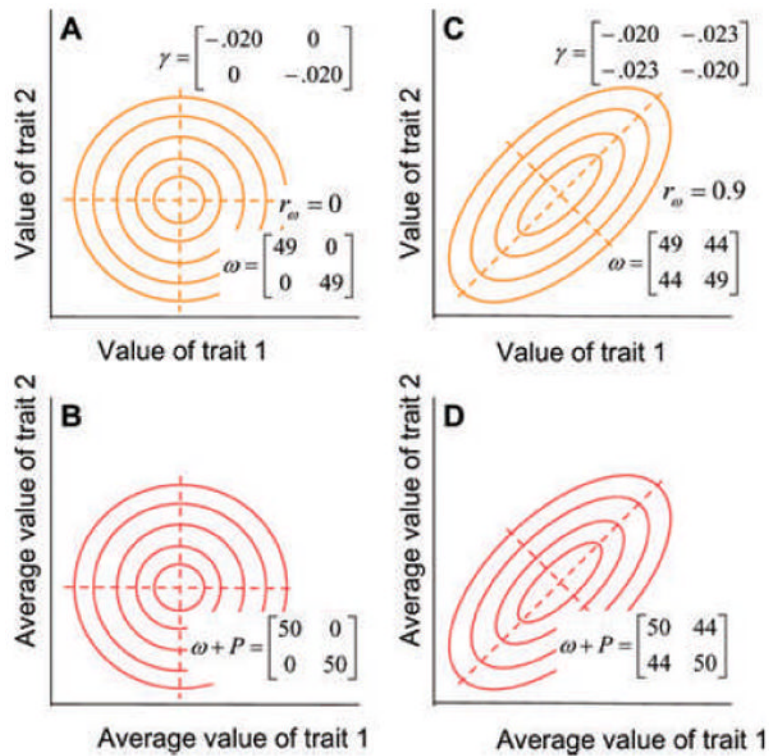 A
γ = [ -.020 0
0 -.020 ]
Value of trait 2
r_ω = 0
ω = [ 49 0
0 49 ]
Value of trait 1
C
γ = [ -.020 -.023
-.023 -.020 ]
Value of trait 2
r_ω = 0.9
ω = [ 49 44
44 49 ]
Value of trait 1
B
Average value of trait 2
ω + P = [ 50 0
0 50 ]
Average value of trait 1
D
Average value of trait 2
ω + P = [ 50 44
44 50 ]
Average value of trait 1